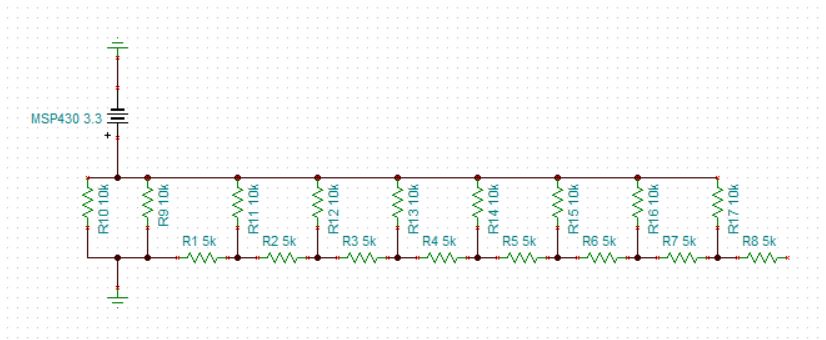 MSP430 3.3
+
R10 10k
R9 10k
R11 10k
R12 10k
R13 10k
R14 10k
R15 10k
R16 10k
R17 10k
R1 5k
R2 5k
R3 5k
R4 5k
R5 5k
R6 5k
R7 5k
R8 5k